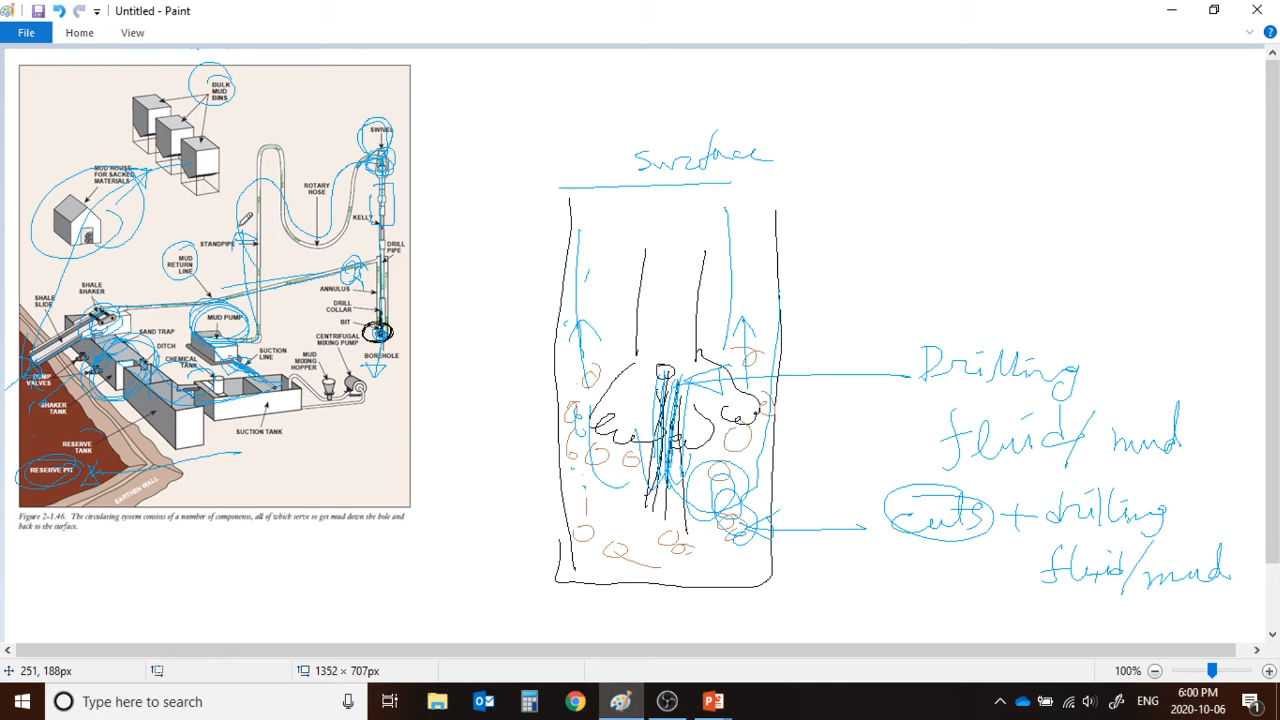 Untitled - Paint
File
Home
View
BULK
MUD
BINS
SWIVEL
MUD HOUSE
FOR SACKED
MATERIALS
ROTARY
HOSE
KELLY
STANDPIPE
DRILL
PIPE
MUD
RETURN
LINE
ANNULUS
SHALE
SHAKER
SHALE
SLIDE
DRILL
COLLAR
MUD PUMP
BIT
SAND TRAP
CENTRIFUGAL
MIXING PUMP
DITCH
SUCTION
LINE
MUD
MIXING
HOPPER
BOREHOLE
CHEMICAL
TANK
DUMP
VALVES
SHAKER
TANK
SUCTION TANK
RESERVE
TANK
RESERVE PIT
EARTHEN WALL
Figure 2-1.46. The circulating system consists of a number of components, all of which serve to get mud down the hole and
back to the surface.
Surface
Drilling
fluid/mud
cuts + drilling
fluid/mud
251, 188px
1352 × 707px
100%
Type here to search
ENG
6:00 PM
2020-10-06
1